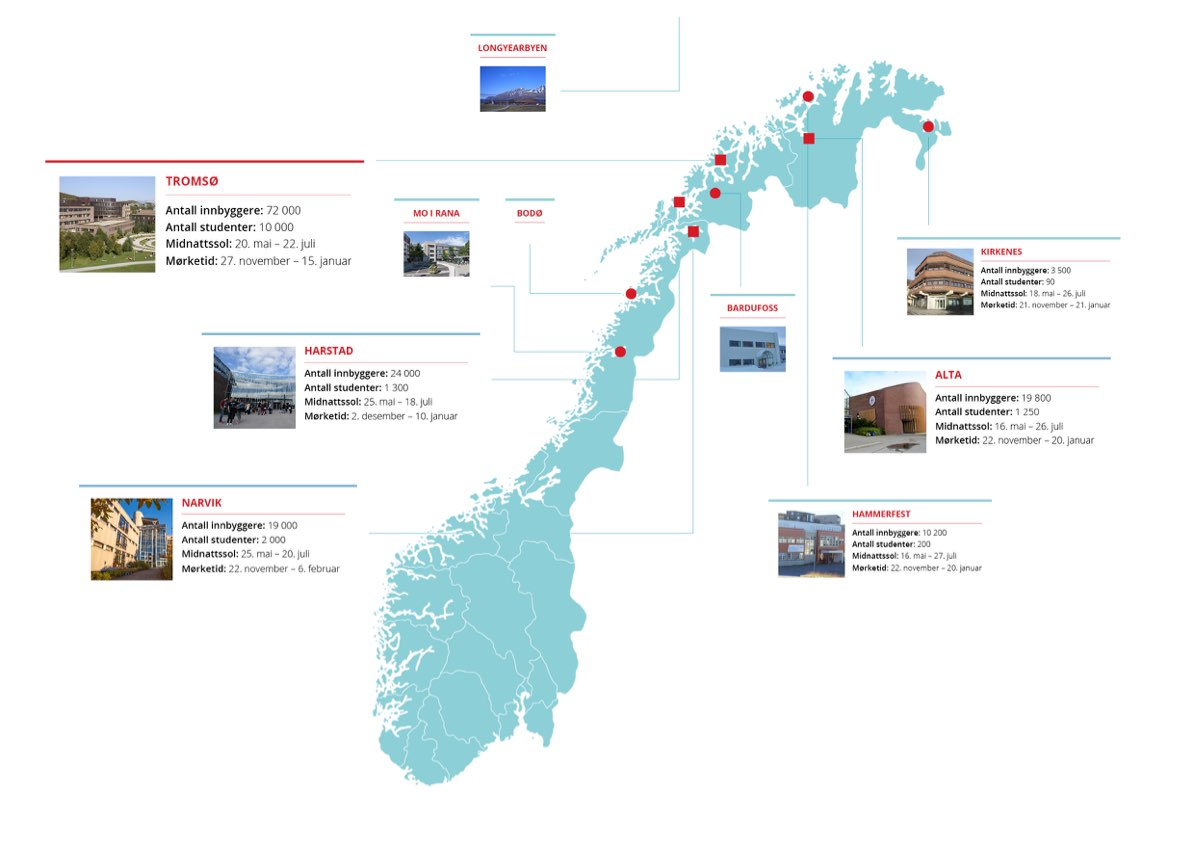 LONGYEARBYEN
TROMSØ
Antall innbyggere: 72 000
Antall studenter: 10 000
Midnattssol: 20. mai – 22. juli
Mørketid: 27. november – 15. januar
MO I RANA
BODØ
KIRKENES
Antall innbyggere: 3 500
Antall studenter: 90
Midnattssol: 18. mai – 26. juli
Mørketid: 21. november – 21. januar
BARDUFOSS
HARSTAD
Antall innbyggere: 24 000
Antall studenter: 1 300
Midnattssol: 25. mai – 18. juli
Mørketid: 2. desember – 10. januar
ALTA
Antall innbyggere: 19 800
Antall studenter: 1 250
Midnattssol: 16. mai – 26. juli
Mørketid: 22. november – 20. januar
NARVIK
Antall innbyggere: 19 000
Antall studenter: 2 000
Midnattssol: 25. mai – 20. juli
Mørketid: 22. november – 6. februar
HAMMERFEST
Antall innbyggere: 10 200
Antall studenter: 200
Midnattssol: 16. mai – 27. juli
Mørketid: 22. november – 20. januar